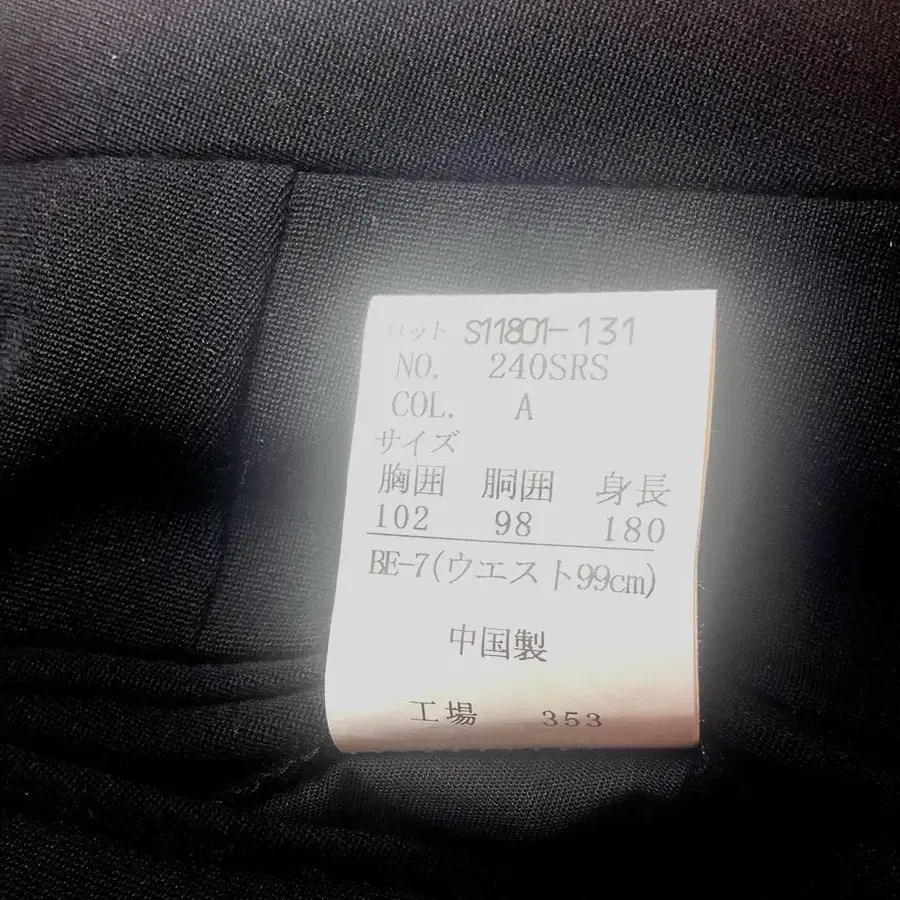 ロット S11801-131
NO. 240SRS
COL. A
サイズ
胸囲 胴囲 身長
102 98 180
BE-7(ウエスト99cm)
中国製
工場 353